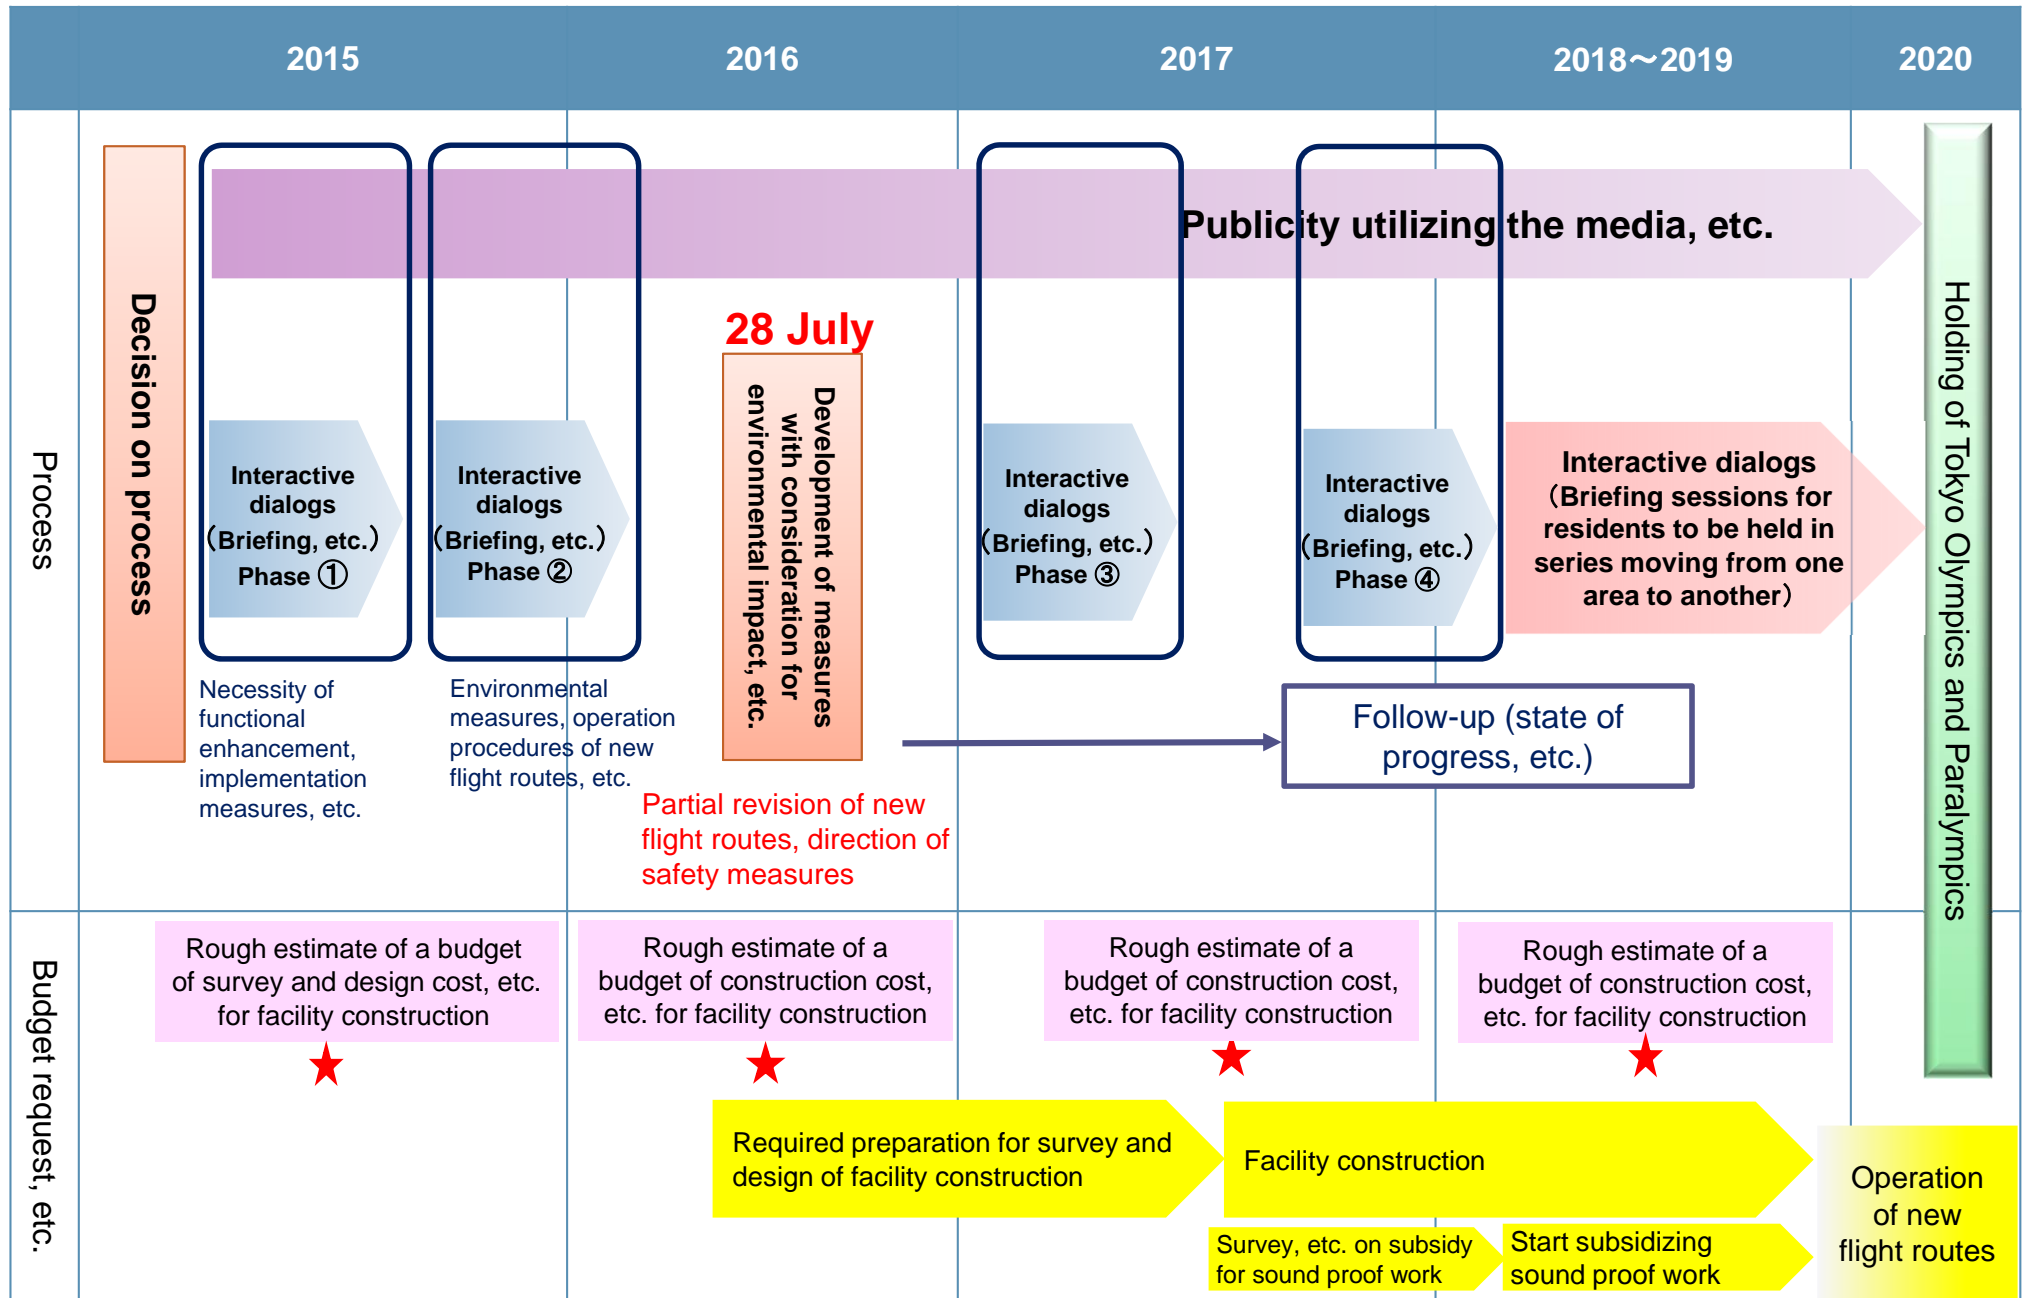 2015
2016
2017
2018～2019
2020
Process
Decision on process
Publicity utilizing the media, etc.
Interactive
dialogs
（Briefing, etc.）
Phase ①
Necessity of
functional
enhancement,
implementation
measures, etc.
Interactive
dialogs
（Briefing, etc.）
Phase ②
Environmental
measures, operation
procedures of new
flight routes, etc.
28 July
Development of measures
with consideration for
environmental impact, etc.
Partial revision of new
flight routes, direction of
safety measures
Interactive
dialogs
（Briefing, etc.）
Phase ③
Interactive
dialogs
（Briefing, etc.）
Phase ④
Interactive dialogs
（Briefing sessions for
residents to be held in
series moving from one
area to another）
Follow-up (state of
progress, etc.)
Holding of Tokyo Olympics and Paralympics
Budget request, etc.
Rough estimate of a budget
of survey and design cost, etc.
for facility construction
Rough estimate of a
budget of construction cost,
etc. for facility construction
Rough estimate of a
budget of construction cost,
etc. for facility construction
Rough estimate of a
budget of construction cost,
etc. for facility construction
Required preparation for survey and
design of facility construction
Facility construction
Survey, etc. on subsidy
for sound proof work
Start subsidizing
sound proof work
Operation
of new
flight routes